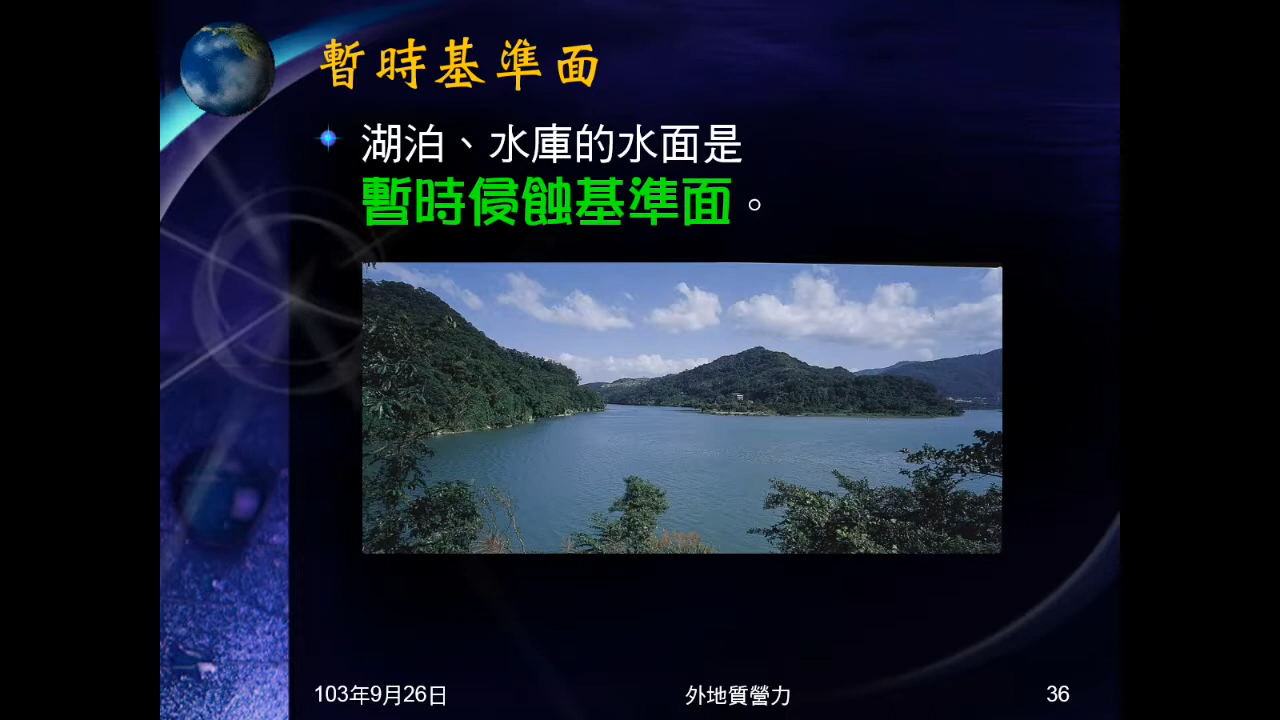 暫時基準面
湖泊、水庫的水面是
暫時侵蝕基準面。
103年9月26日
外地質營力
36